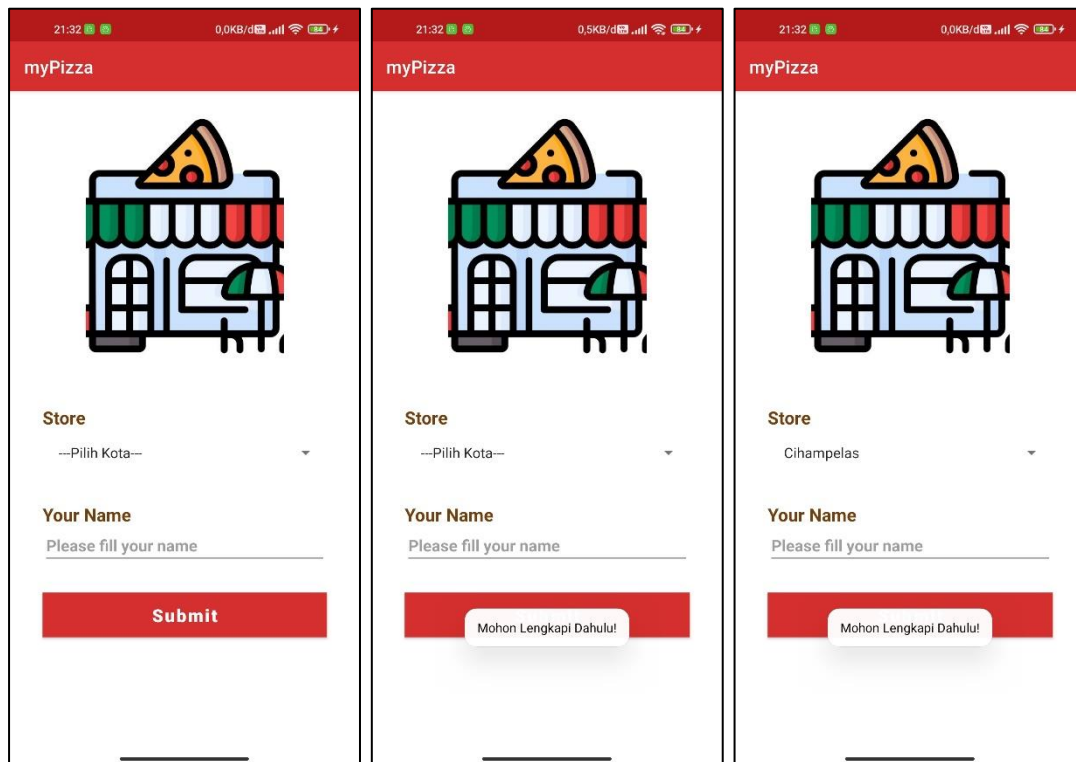 21:32 0,0KB/d 84
myPizza
Store
---Pilih Kota---
Your Name
Please fill your name
Submit
21:32 0,5KB/d 84
myPizza
Store
---Pilih Kota---
Your Name
Please fill your name
Mohon Lengkapi Dahulu!
21:32 0,0KB/d 84
myPizza
Store
Cihampelas
Your Name
Please fill your name
Mohon Lengkapi Dahulu!